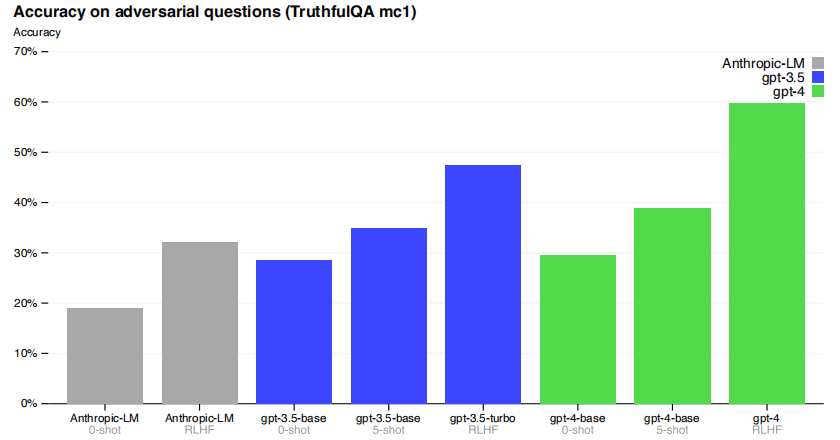 Accuracy on adversarial questions (TruthfulQA mc1)
Accuracy
70%
Anthropic-LM
gpt-3.5
gpt-4
60%
50%
40%
30%
20%
10%
0%
Anthropic-LM Anthropic-LM gpt-3.5-base gpt-3.5-base gpt-3.5-turbo gpt-4-base gpt-4-base gpt-4
0-shot RLHF 0-shot 5-shot RLHF 0-shot 5-shot RLHF